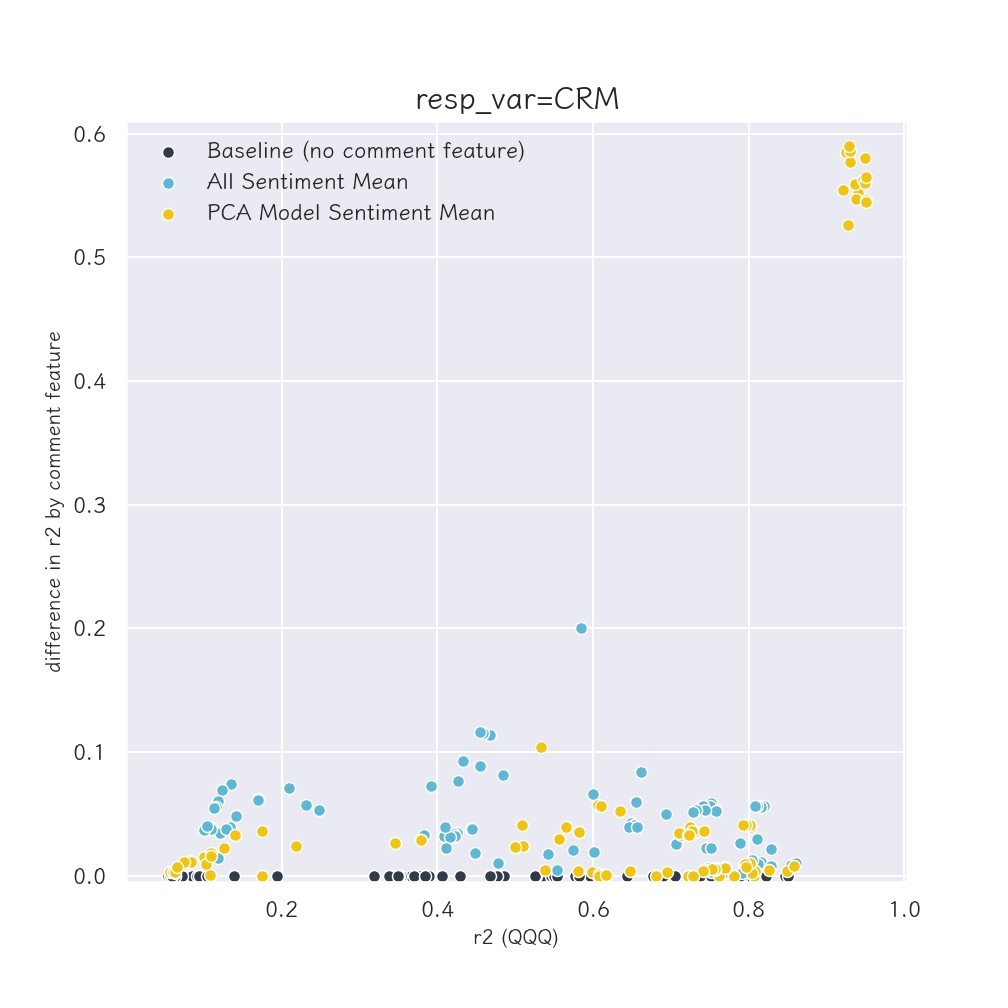 resp_var=CRM
Baseline (no comment feature)
All Sentiment Mean
PCA Model Sentiment Mean
difference in r2 by comment feature
0.6
0.5
0.4
0.3
0.2
0.1
0.0
0.2 0.4 0.6 0.8 1.0
r2 (QQQ)